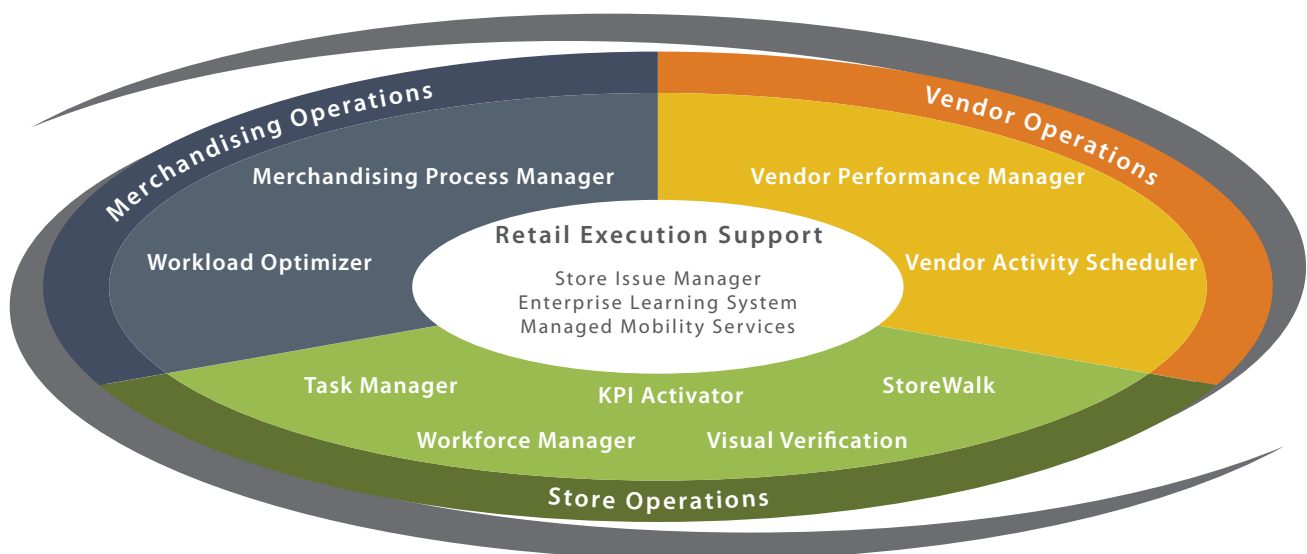 Merchandising Operations
Vendor Operations
Merchandising Process Manager
Vendor Performance Manager
Workload Optimizer
Retail Execution Support
Store Issue Manager
Enterprise Learning System
Managed Mobility Services
Vendor Activity Scheduler
Task Manager
KPI Activator
StoreWalk
Workforce Manager
Visual Verification
Store Operations